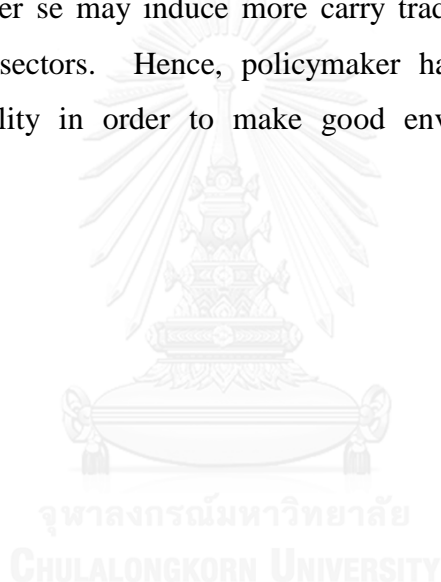 er se may induce more carry trad
sectors. Hence, policymaker ha
lity in order to make good env
จุฬาลงกรณ์มหาวิทยาลัย
CHULALONGKORN UNIVERSITY